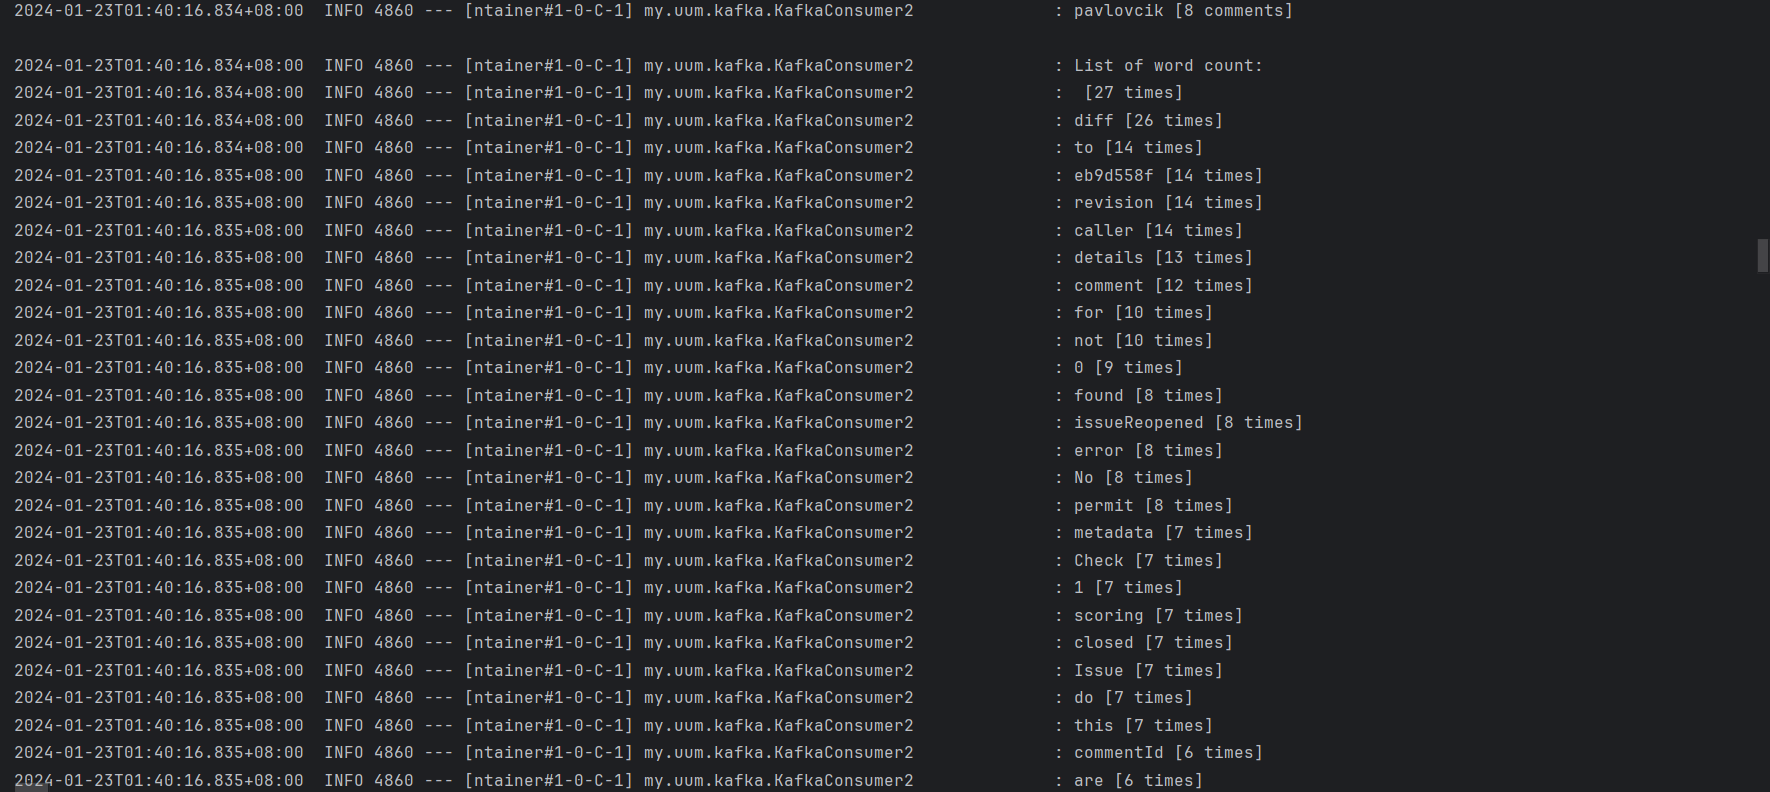 2024-01-23T01:40:16.834+08:00  INFO 4860 --- [ntainer#1-0-C-1] my.uum.kafka.KafkaConsumer2              : pavlovcik [8 comments]

2024-01-23T01:40:16.834+08:00  INFO 4860 --- [ntainer#1-0-C-1] my.uum.kafka.KafkaConsumer2              : List of word count:
2024-01-23T01:40:16.834+08:00  INFO 4860 --- [ntainer#1-0-C-1] my.uum.kafka.KafkaConsumer2              :  [27 times]
2024-01-23T01:40:16.834+08:00  INFO 4860 --- [ntainer#1-0-C-1] my.uum.kafka.KafkaConsumer2              : diff [26 times]
2024-01-23T01:40:16.834+08:00  INFO 4860 --- [ntainer#1-0-C-1] my.uum.kafka.KafkaConsumer2              : to [14 times]
2024-01-23T01:40:16.835+08:00  INFO 4860 --- [ntainer#1-0-C-1] my.uum.kafka.KafkaConsumer2              : eb9d558f [14 times]
2024-01-23T01:40:16.835+08:00  INFO 4860 --- [ntainer#1-0-C-1] my.uum.kafka.KafkaConsumer2              : revision [14 times]
2024-01-23T01:40:16.835+08:00  INFO 4860 --- [ntainer#1-0-C-1] my.uum.kafka.KafkaConsumer2              : caller [14 times]
2024-01-23T01:40:16.835+08:00  INFO 4860 --- [ntainer#1-0-C-1] my.uum.kafka.KafkaConsumer2              : details [13 times]
2024-01-23T01:40:16.835+08:00  INFO 4860 --- [ntainer#1-0-C-1] my.uum.kafka.KafkaConsumer2              : comment [12 times]
2024-01-23T01:40:16.835+08:00  INFO 4860 --- [ntainer#1-0-C-1] my.uum.kafka.KafkaConsumer2              : for [10 times]
2024-01-23T01:40:16.835+08:00  INFO 4860 --- [ntainer#1-0-C-1] my.uum.kafka.KafkaConsumer2              : not [10 times]
2024-01-23T01:40:16.835+08:00  INFO 4860 --- [ntainer#1-0-C-1] my.uum.kafka.KafkaConsumer2              : 0 [9 times]
2024-01-23T01:40:16.835+08:00  INFO 4860 --- [ntainer#1-0-C-1] my.uum.kafka.KafkaConsumer2              : found [8 times]
2024-01-23T01:40:16.835+08:00  INFO 4860 --- [ntainer#1-0-C-1] my.uum.kafka.KafkaConsumer2              : issueReopened [8 times]
2024-01-23T01:40:16.835+08:00  INFO 4860 --- [ntainer#1-0-C-1] my.uum.kafka.KafkaConsumer2              : error [8 times]
2024-01-23T01:40:16.835+08:00  INFO 4860 --- [ntainer#1-0-C-1] my.uum.kafka.KafkaConsumer2              : No [8 times]
2024-01-23T01:40:16.835+08:00  INFO 4860 --- [ntainer#1-0-C-1] my.uum.kafka.KafkaConsumer2              : permit [8 times]
2024-01-23T01:40:16.835+08:00  INFO 4860 --- [ntainer#1-0-C-1] my.uum.kafka.KafkaConsumer2              : metadata [7 times]
2024-01-23T01:40:16.835+08:00  INFO 4860 --- [ntainer#1-0-C-1] my.uum.kafka.KafkaConsumer2              : Check [7 times]
2024-01-23T01:40:16.835+08:00  INFO 4860 --- [ntainer#1-0-C-1] my.uum.kafka.KafkaConsumer2              : 1 [7 times]
2024-01-23T01:40:16.835+08:00  INFO 4860 --- [ntainer#1-0-C-1] my.uum.kafka.KafkaConsumer2              : scoring [7 times]
2024-01-23T01:40:16.835+08:00  INFO 4860 --- [ntainer#1-0-C-1] my.uum.kafka.KafkaConsumer2              : closed [7 times]
2024-01-23T01:40:16.835+08:00  INFO 4860 --- [ntainer#1-0-C-1] my.uum.kafka.KafkaConsumer2              : Issue [7 times]
2024-01-23T01:40:16.835+08:00  INFO 4860 --- [ntainer#1-0-C-1] my.uum.kafka.KafkaConsumer2              : do [7 times]
2024-01-23T01:40:16.835+08:00  INFO 4860 --- [ntainer#1-0-C-1] my.uum.kafka.KafkaConsumer2              : this [7 times]
2024-01-23T01:40:16.835+08:00  INFO 4860 --- [ntainer#1-0-C-1] my.uum.kafka.KafkaConsumer2              : commentId [6 times]
2024-01-23T01:40:16.835+08:00  INFO 4860 --- [ntainer#1-0-C-1] my.uum.kafka.KafkaConsumer2              : are [6 times]